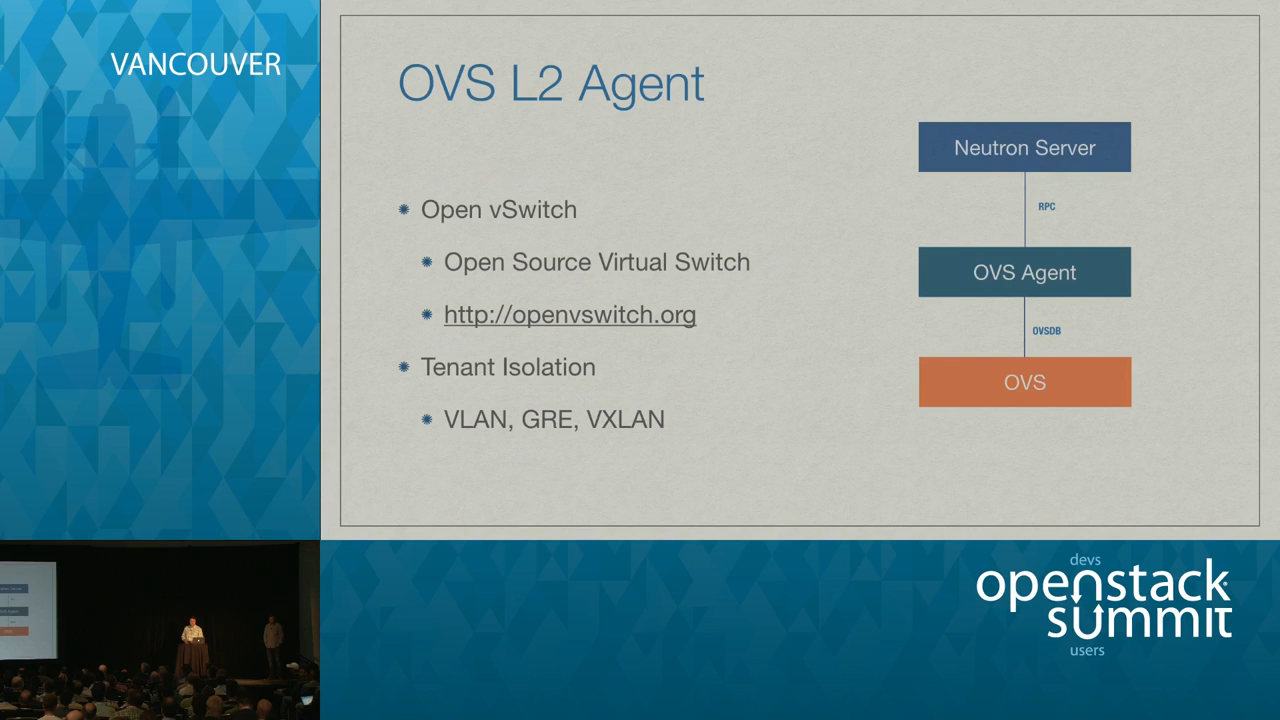 VANCOUVER
OVS L2 Agent
Open vSwitch
Open Source Virtual Switch
http://openvswitch.org
Tenant Isolation
VLAN, GRE, VXLAN
Neutron Server
RPC
OVS Agent
OVSDB
OVS
devs
openstack
summit
users